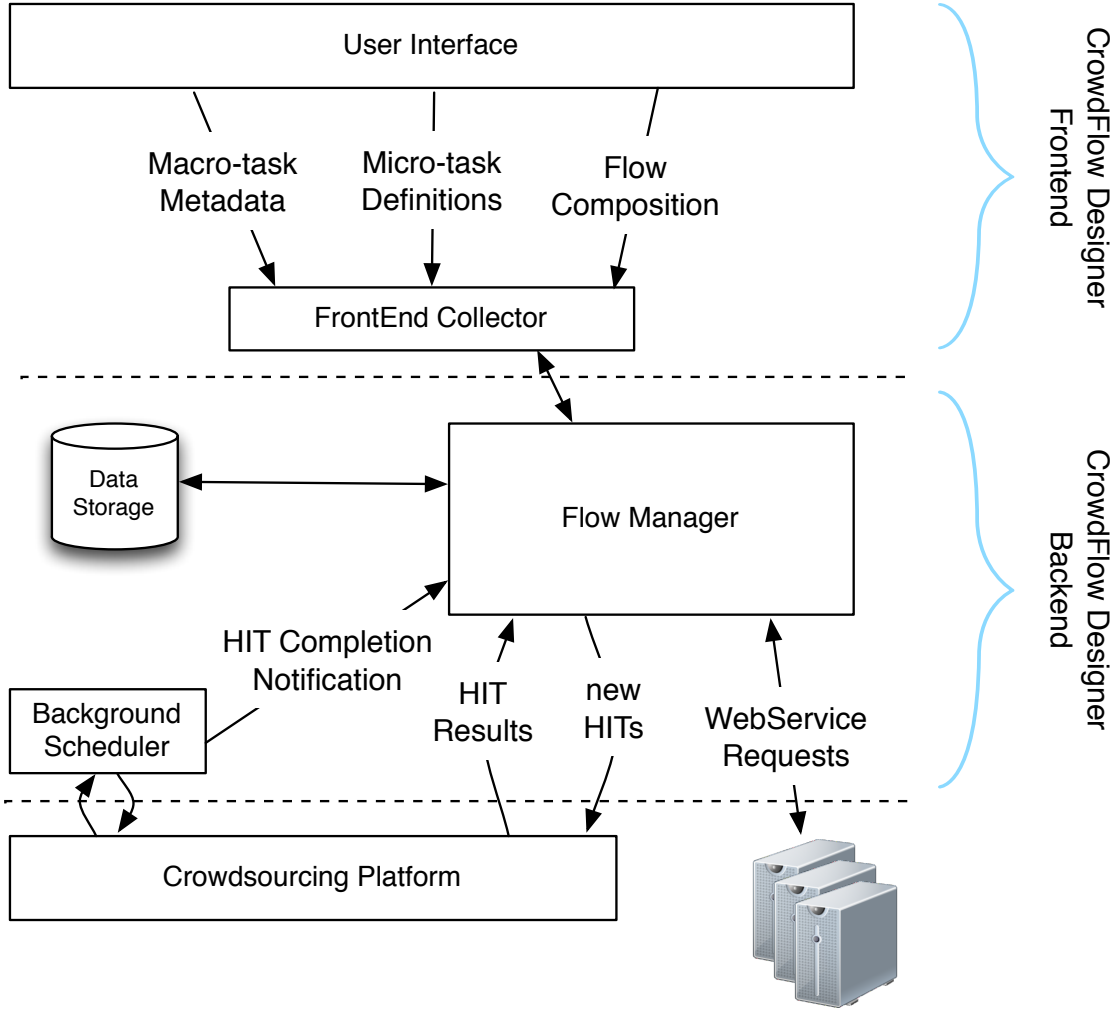 User Interface
CrowdFlow Designer
Frontend
Macro-task
Metadata
Micro-task
Definitions
Flow
Composition
FrontEnd Collector
Data
Storage
Flow Manager
CrowdFlow Designer
Backend
HIT Completion
Notification
HIT
Results
new
HITs
WebService
Requests
Background
Scheduler
Crowdsourcing Platform